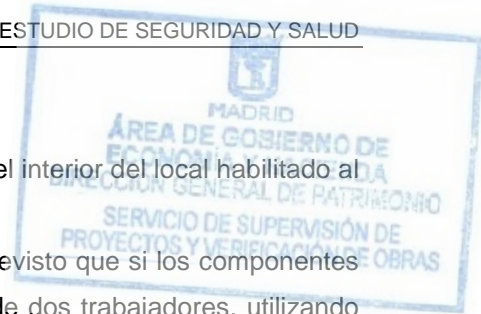 ESTUDIO DE SEGURIDAD Y SALUD
MADRID
ÁREA DE GOBIERNO DE
ECONOMÍA Y HACIENDA
el interior del local habilitado al
DIRECCIÓN GENERAL DE PATRIMONIO
SERVICIO DE SUPERVISIÓN DE
PROYECTOS Y VERIFICACIÓN DE OBRAS
evisto que si los componentes
de dos trabajadores, utilizando